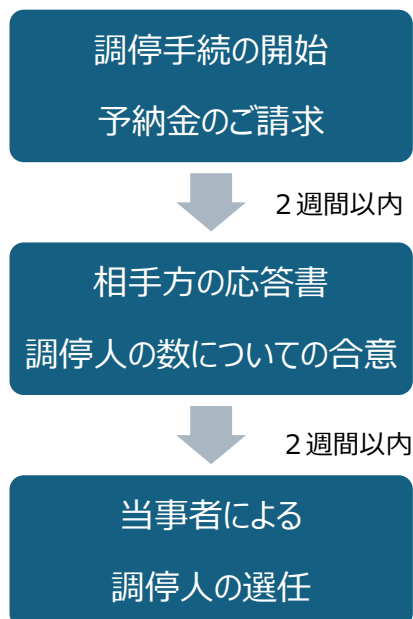 調停手続の開始
予納金のご請求
２週間以内
相手方の応答書
調停人の数についての合意
２週間以内
当事者による
調停人の選任